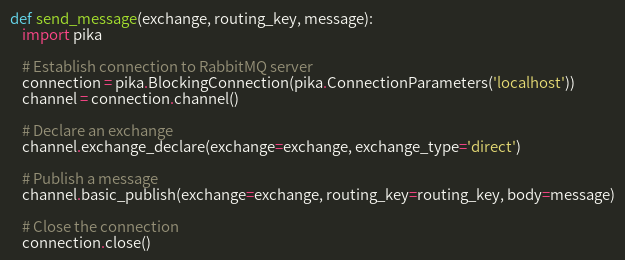 def send_message(exchange, routing_key, message):
    import pika

    # Establish connection to RabbitMQ server
    connection = pika.BlockingConnection(pika.ConnectionParameters('localhost'))
    channel = connection.channel()

    # Declare an exchange
    channel.exchange_declare(exchange=exchange, exchange_type='direct')

    # Publish a message
    channel.basic_publish(exchange=exchange, routing_key=routing_key, body=message)

    # Close the connection
    connection.close()